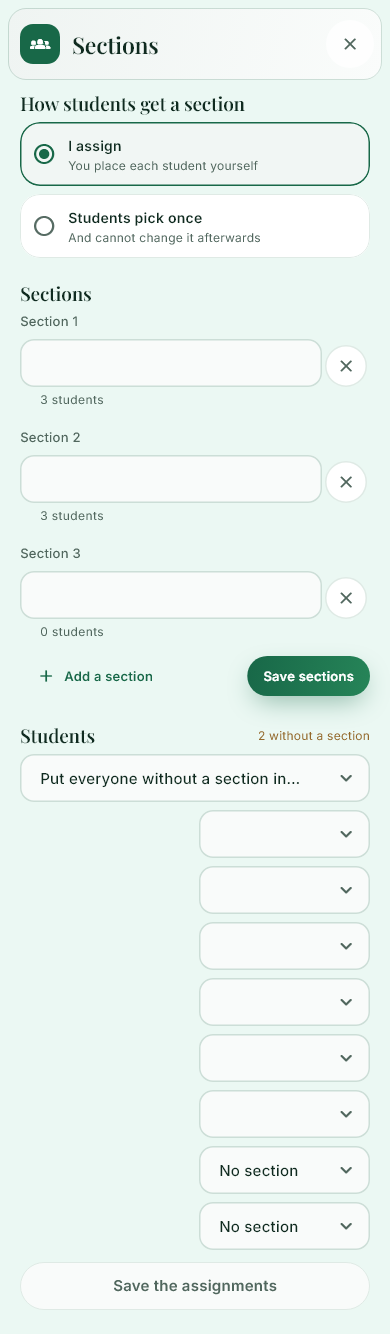 Sections
How students get a section
I assign
You place each student yourself
Students pick once
And cannot change it afterwards
Sections
Section 1
3 students
Section 2
3 students
Section 3
0 students
Add a section
Save sections
Students
2 without a section
Put everyone without a section in...
No section
No section
Save the assignments